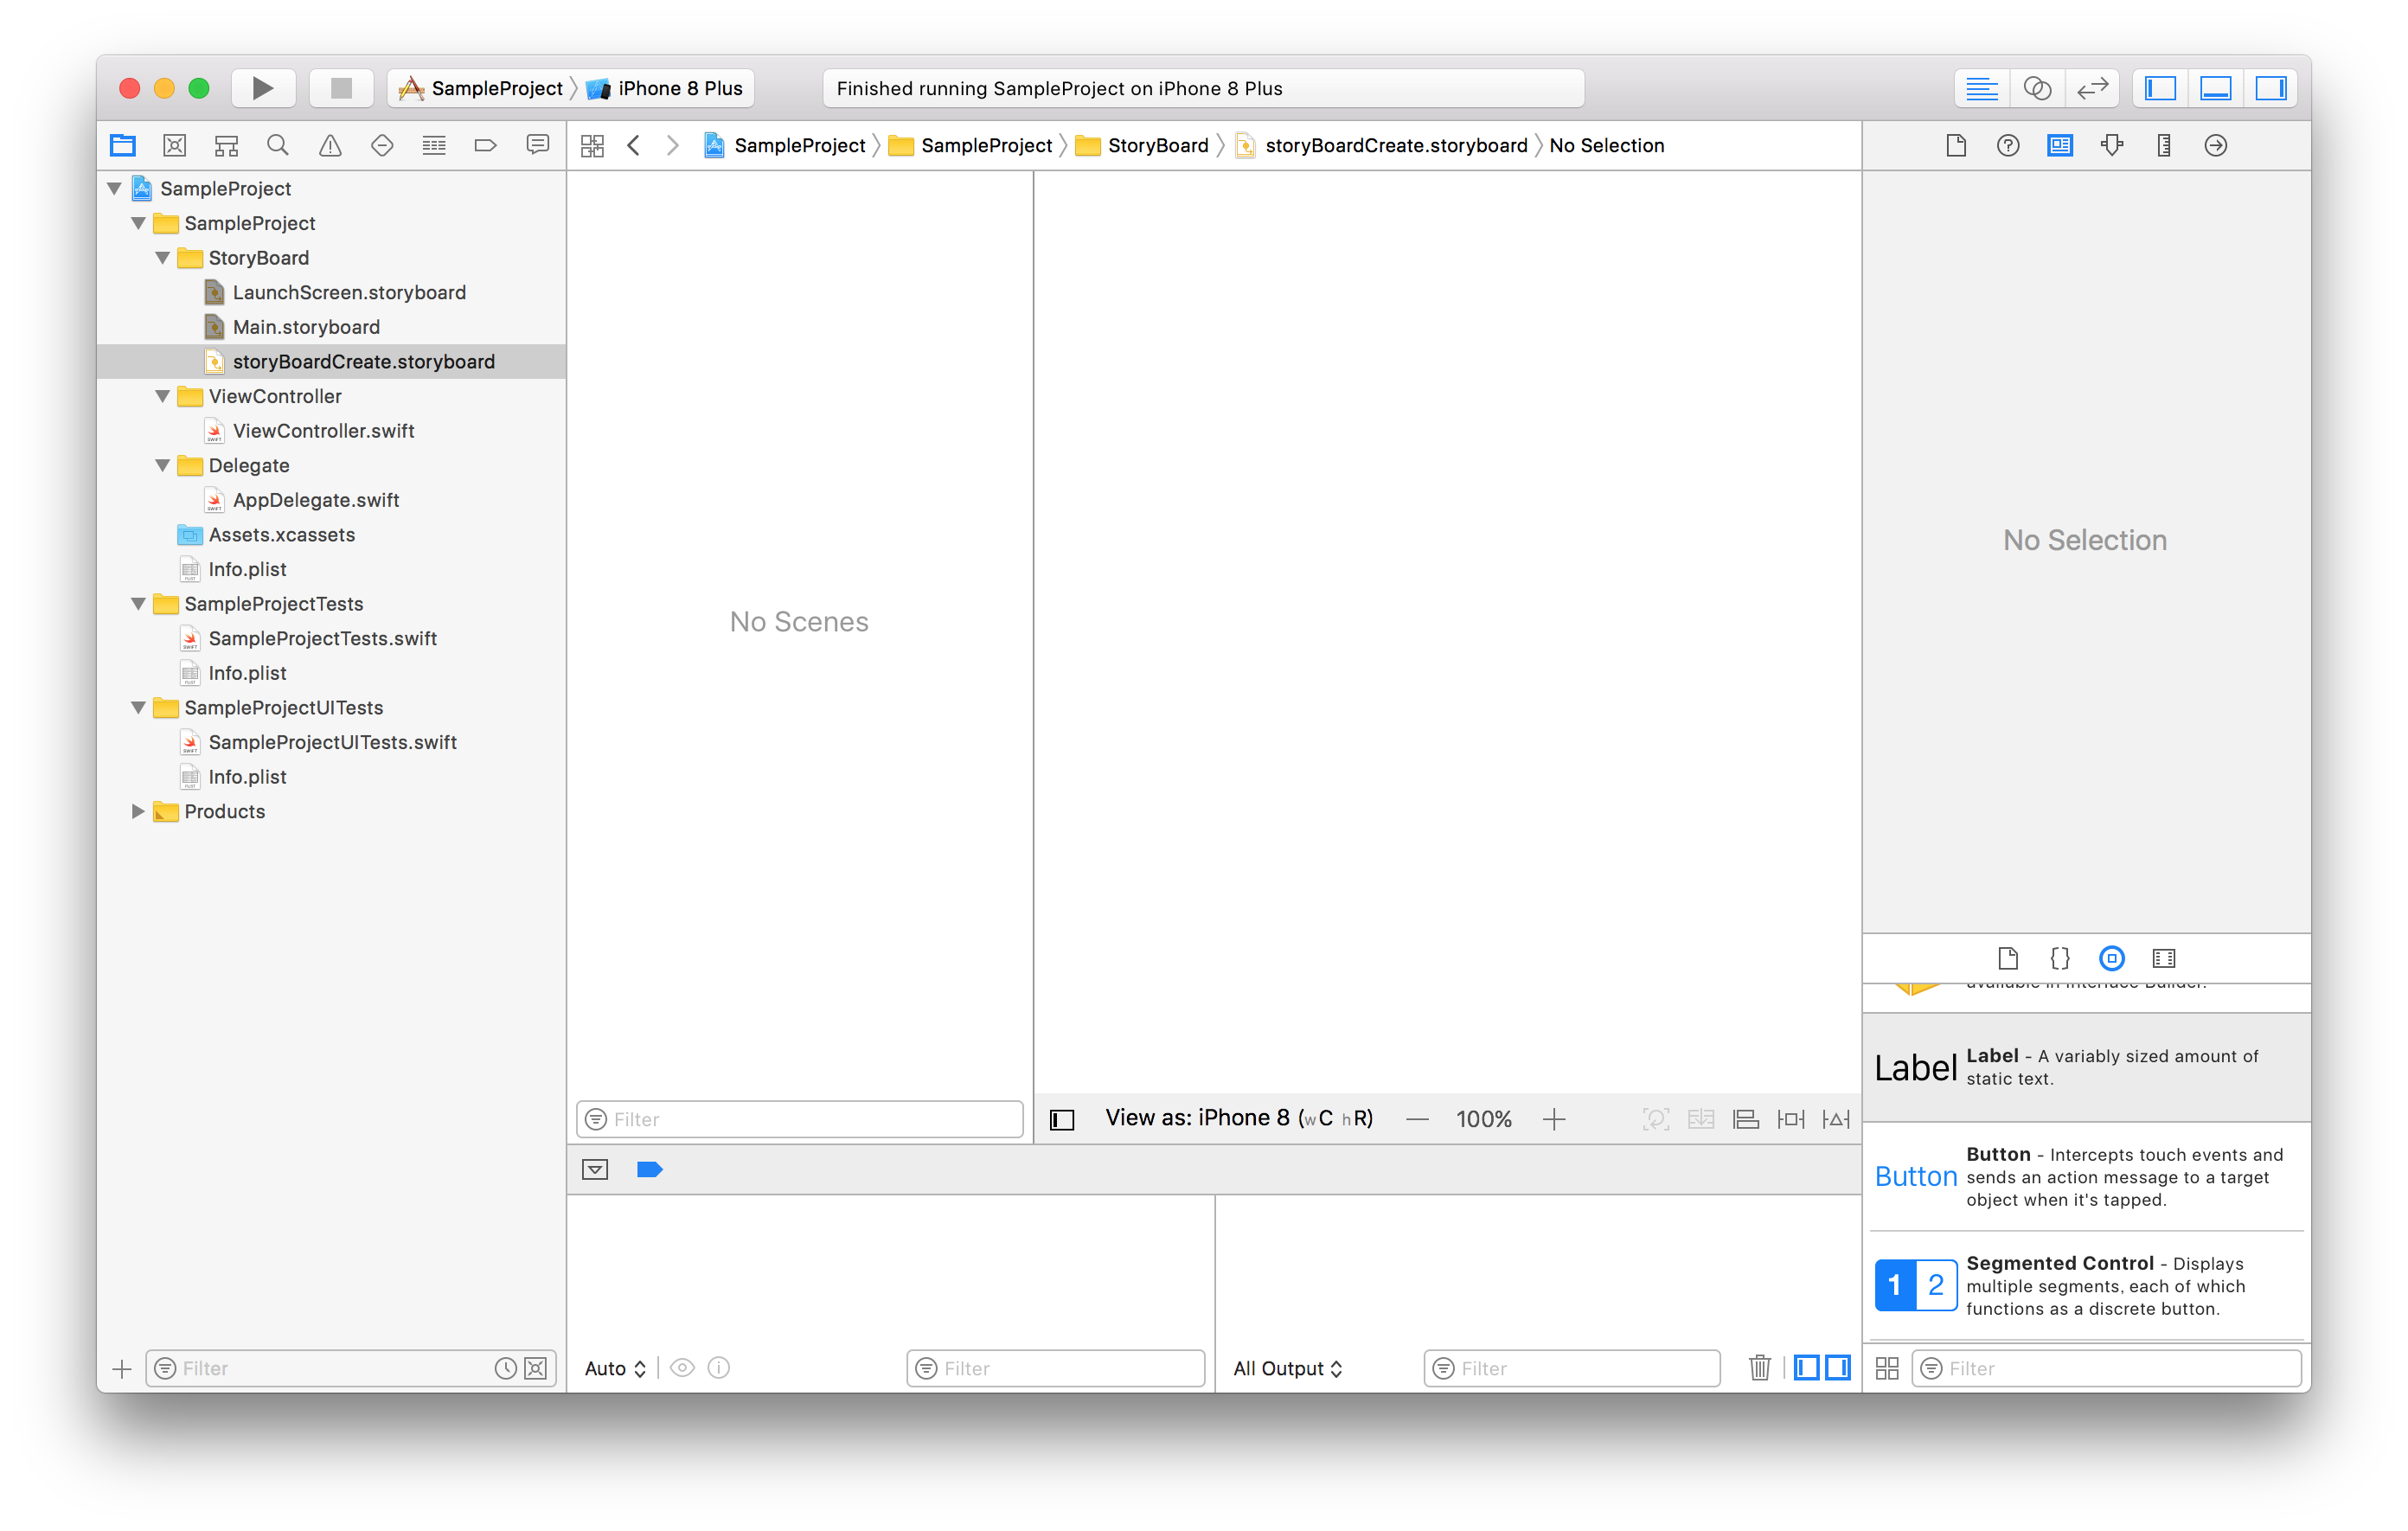 SampleProject
iPhone 8 Plus
Finished running SampleProject on iPhone 8 Plus
SampleProject
SampleProject
StoryBoard
storyBoardCreate.storyboard
No Selection
SampleProject
SampleProject
StoryBoard
LaunchScreen.storyboard
Main.storyboard
storyBoardCreate.storyboard
ViewController
ViewController.swift
Delegate
AppDelegate.swift
Assets.xcassets
Info.plist
SampleProjectTests
SampleProjectTests.swift
Info.plist
SampleProjectUITests
SampleProjectUITests.swift
Info.plist
Products
Filter
No Scenes
Filter
View as: iPhone 8 (wC hR)
100%
Auto
Filter
All Output
Filter
No Selection
available in Interface Builder.
Label
Label - A variably sized amount of
static text.
Button
Button - Intercepts touch events and
sends an action message to a target
object when it's tapped.
1 2
Segmented Control - Displays
multiple segments, each of which
functions as a discrete button.
Filter